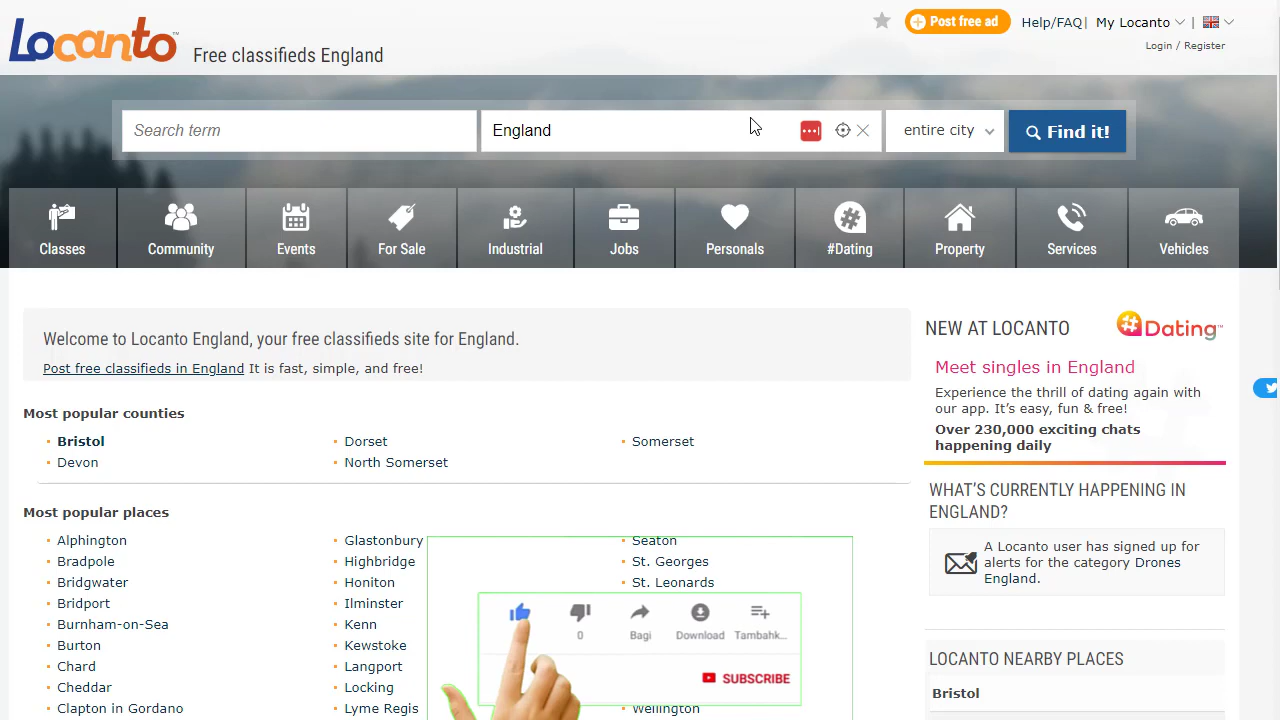 Locanto™
Free classifieds England
Post free ad
Help/FAQ|
My Locanto
|
Login / Register
Search term
England
entire city
Find it!
Classes
Community
Events
For Sale
Industrial
Jobs
Personals
#Dating
Property
Services
Vehicles
Welcome to Locanto England, your free classifieds site for England.
Post free classifieds in England It is fast, simple, and free!
Most popular counties
Bristol
Dorset
Somerset
Devon
North Somerset
Most popular places
Alphington
Glastonbury
Seaton
Bradpole
Highbridge
St. Georges
Bridgwater
Honiton
St. Leonards
Bridport
Ilminster
Burnham-on-Sea
Kenn
Burton
Kewstoke
Chard
Langport
Cheddar
Locking
Clapton in Gordano
Lyme Regis
Wellington
0
Bagi
Download
Tambahk...
SUBSCRIBE
NEW AT LOCANTO
#Dating™
Meet singles in England
Experience the thrill of dating again with
our app. It's easy, fun & free!
Over 230,000 exciting chats
happening daily
WHAT'S CURRENTLY HAPPENING IN
ENGLAND?
A Locanto user has signed up for
alerts for the category Drones
England.
LOCANTO NEARBY PLACES
Bristol